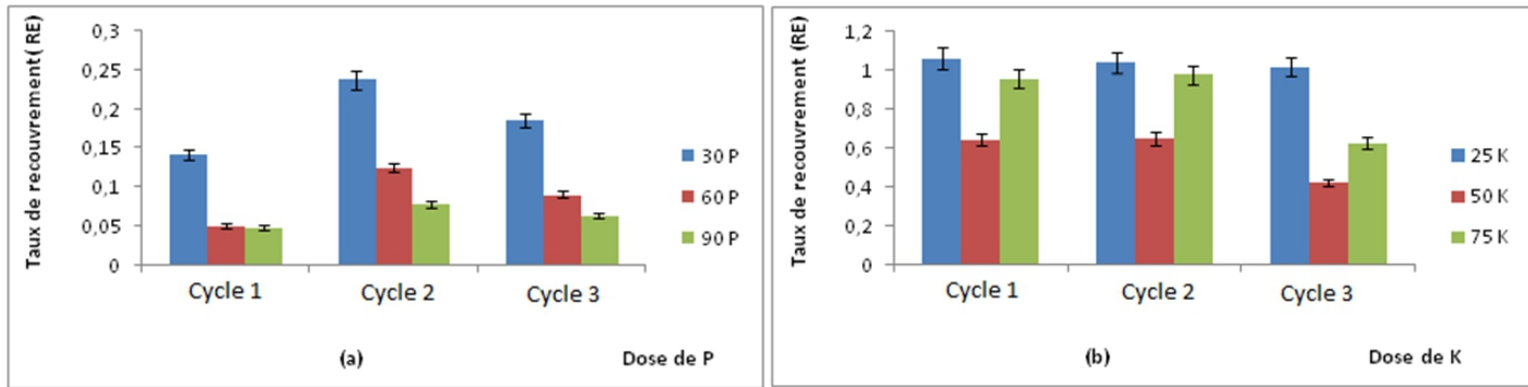 Taux de recouvrement( RE)
0,3
0,25
0,2
0,15
0,1
0,05
0
Cycle 1
Cycle 2
Cycle 3
30 P
60 P
90 P
(a)
Dose de P
Taux de recouvrement (RE)
1,2
1
0,8
0,6
0,4
0,2
0
Cycle 1
Cycle 2
Cycle 3
25 K
50 K
75 K
(b)
Dose de K